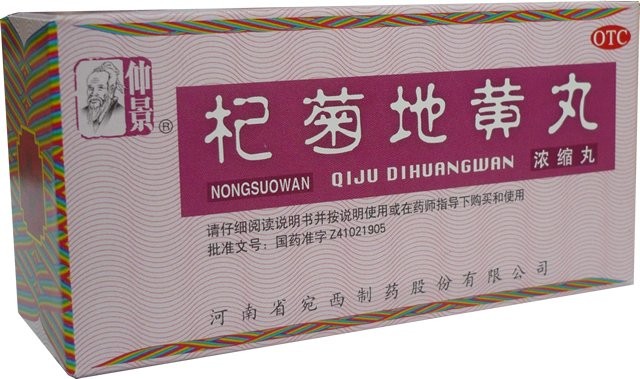 OTC
仲景®
杞菊地黄丸
NONGSUOWAN QIJU DIHUANGWAN 浓缩丸
请仔细阅读说明书并按说明使用或在药师指导下购买和使用
批准文号：国药准字Z41021905
河南省宛西制药股份有限公司